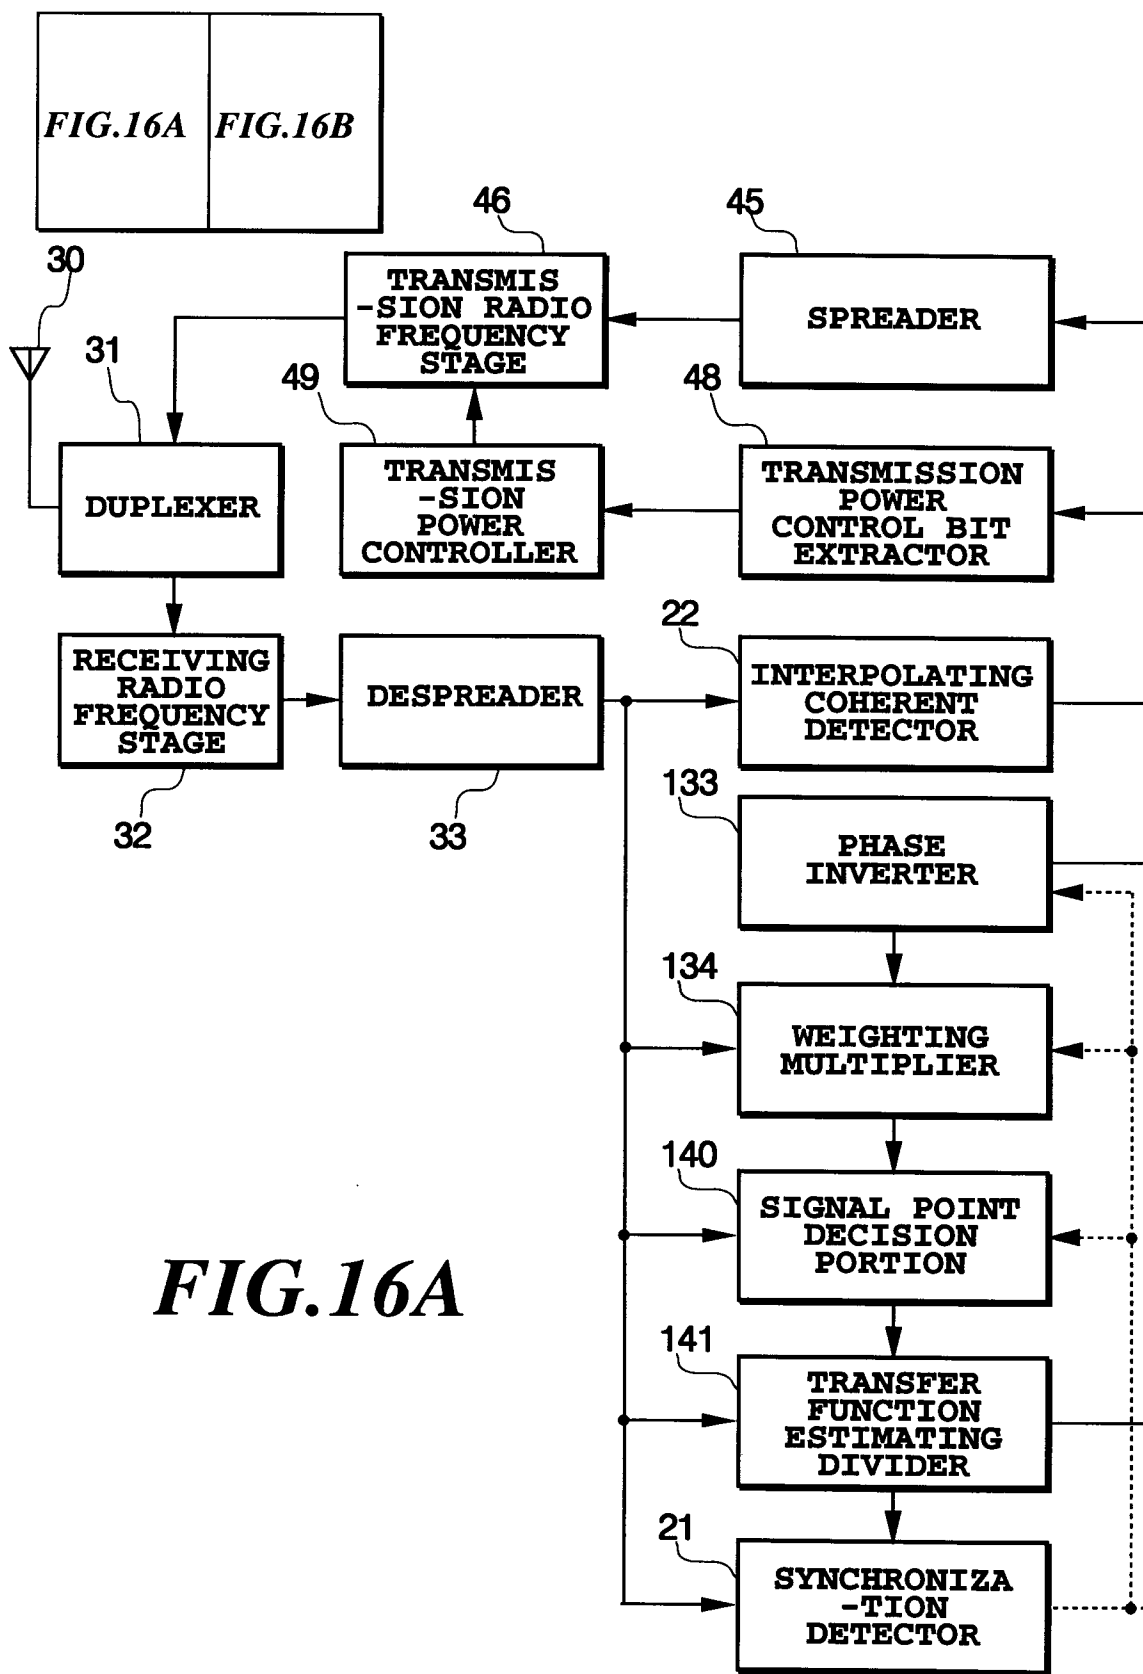 FIG.16A FIG.16B
46
45
30
TRANSMIS
-SION RADIO
FREQUENCY
STAGE
SPREADER
31
49
48
DUPLEXER
TRANSMIS
-SION
POWER
CONTROLLER
TRANSMISSION
POWER
CONTROL BIT
EXTRACTOR
22
RECEIVING
RADIO
FREQUENCY
STAGE
DESPREADER
INTERPOLATING
COHERENT
DETECTOR
32
33
133
PHASE
INVERTER
134
WEIGHTING
MULTIPLIER
140
SIGNAL POINT
DECISION
PORTION
FIG.16A
141
TRANSFER
FUNCTION
ESTIMATING
DIVIDER
21
SYNCHRONIZA
-TION
DETECTOR